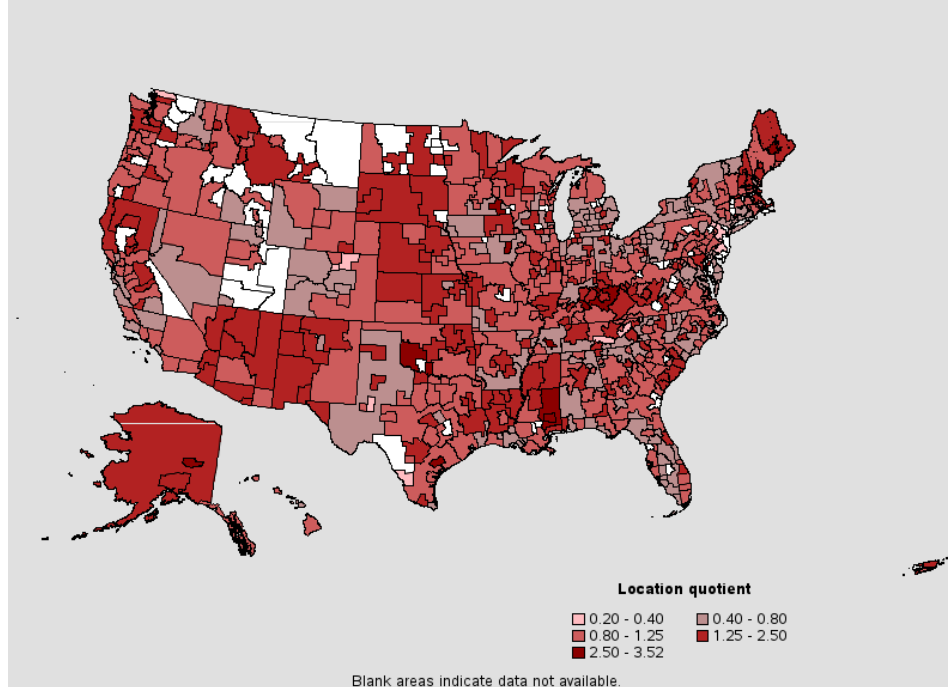 Location quotient
0.20 - 0.40 0.40 - 0.80
0.80 - 1.25 1.25 - 2.50
2.50 - 3.52
Blank areas indicate data not available.